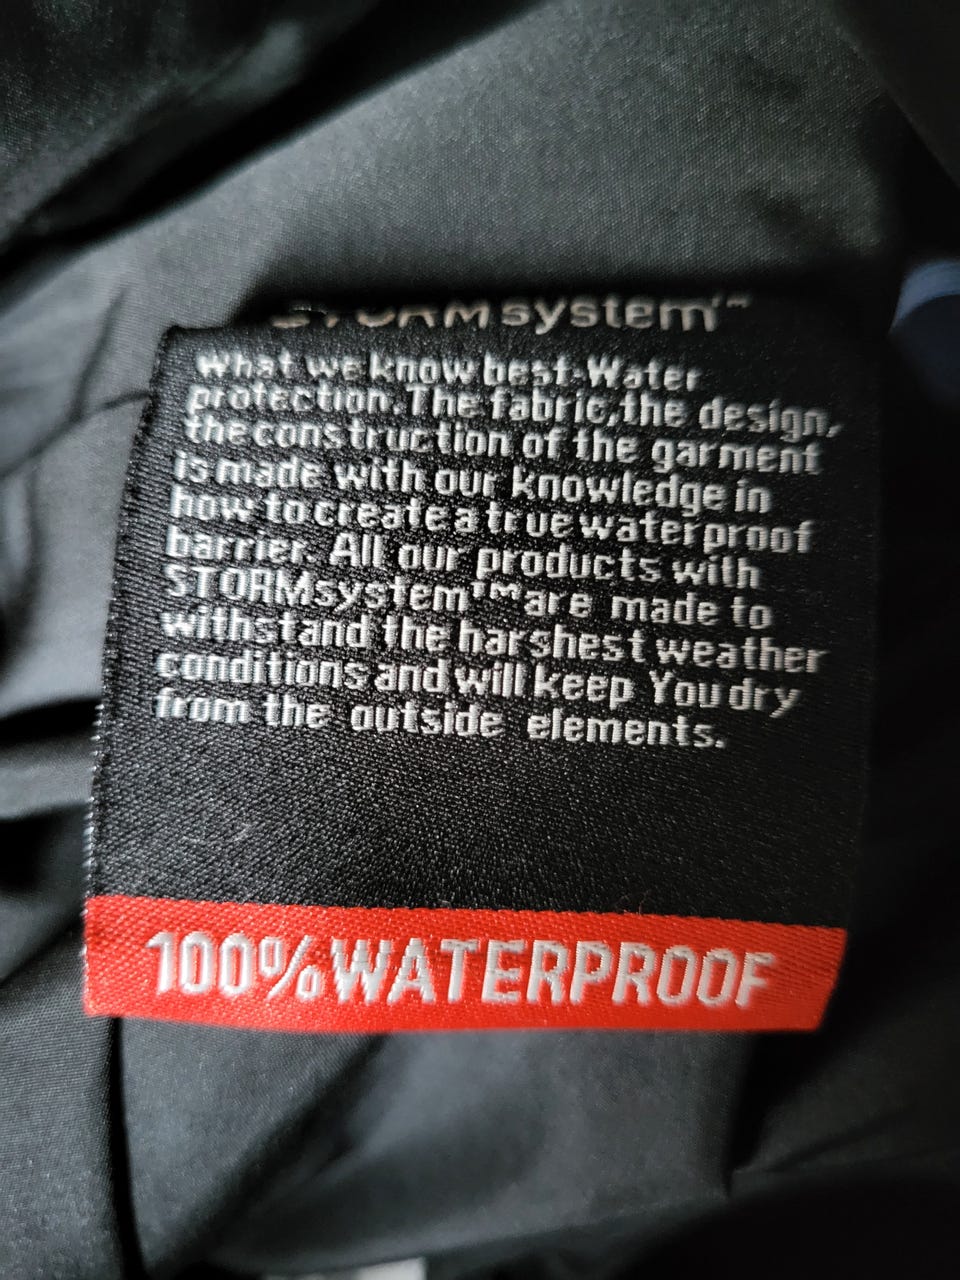 STORMsystem™
What we know best-Water
protection.The fabric,the design,
the construction of the garment
is made with our knowledge in
how to create a true waterproof
barrier. All our products with
STORMsystem™are made to
withstand the harshest weather
conditions and will keep You dry
from the outside elements.
100% WATERPROOF